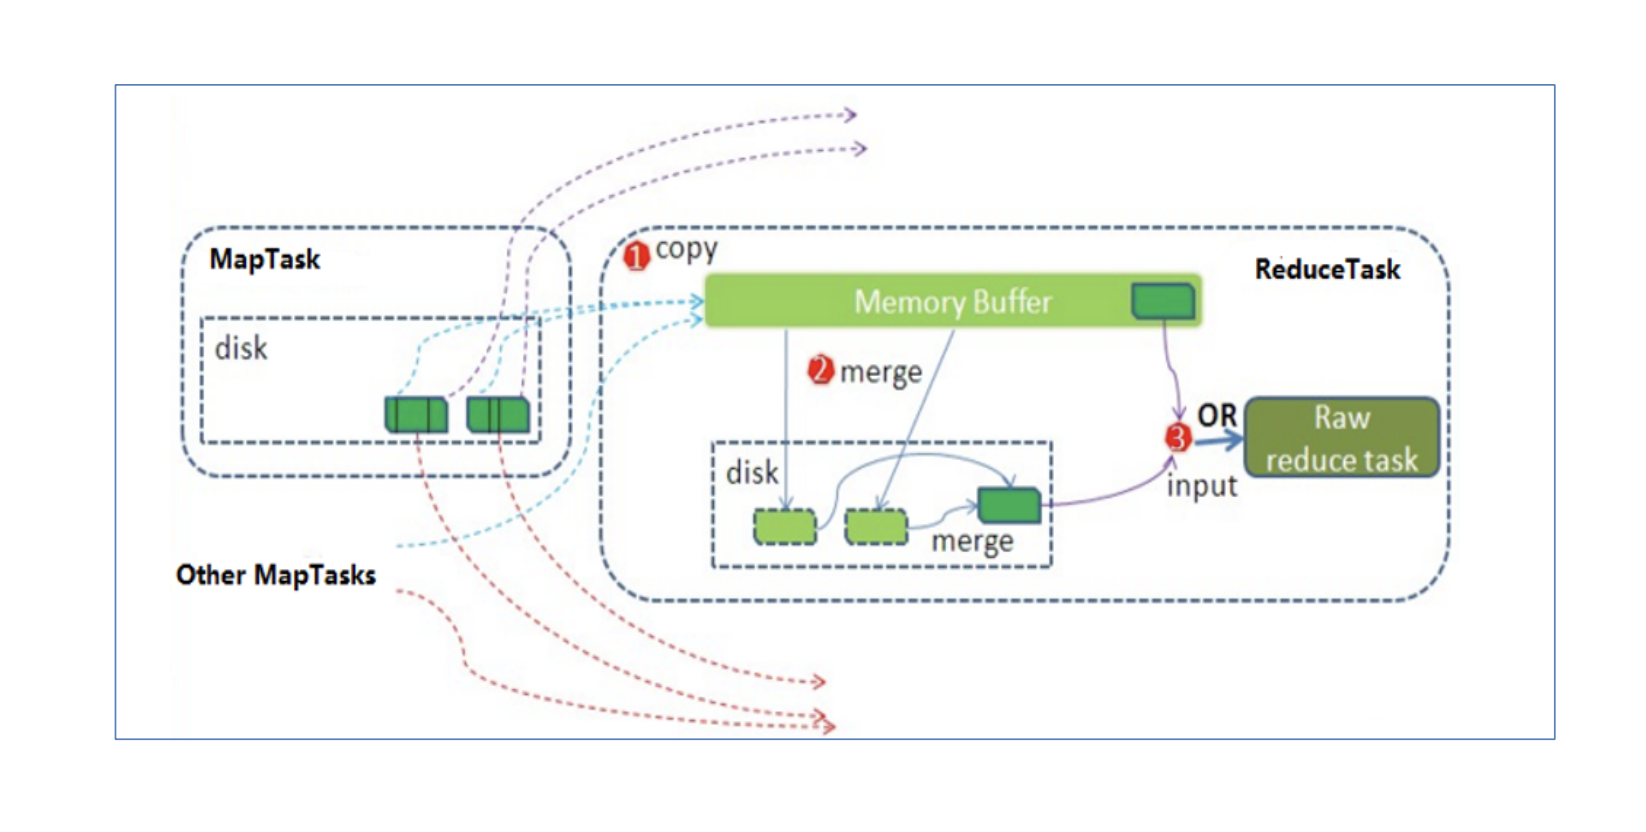 MapTask
disk
1 copy
Memory Buffer
ReduceTask
2 merge
disk
merge
3
OR
input
Raw
reduce task
Other MapTasks